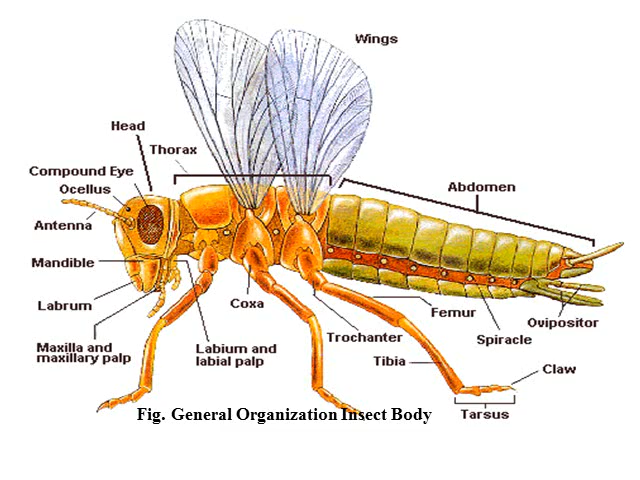 Wings
Head
Thorax
Compound Eye
Ocellus
Abdomen
Antenna
Mandible
Labrum
Coxa
Femur
Ovipositor
Trochanter
Spiracle
Maxilla and
maxillary palp
Labium and
labial palp
Tibia
Claw
Tarsus
Fig. General Organization Insect Body